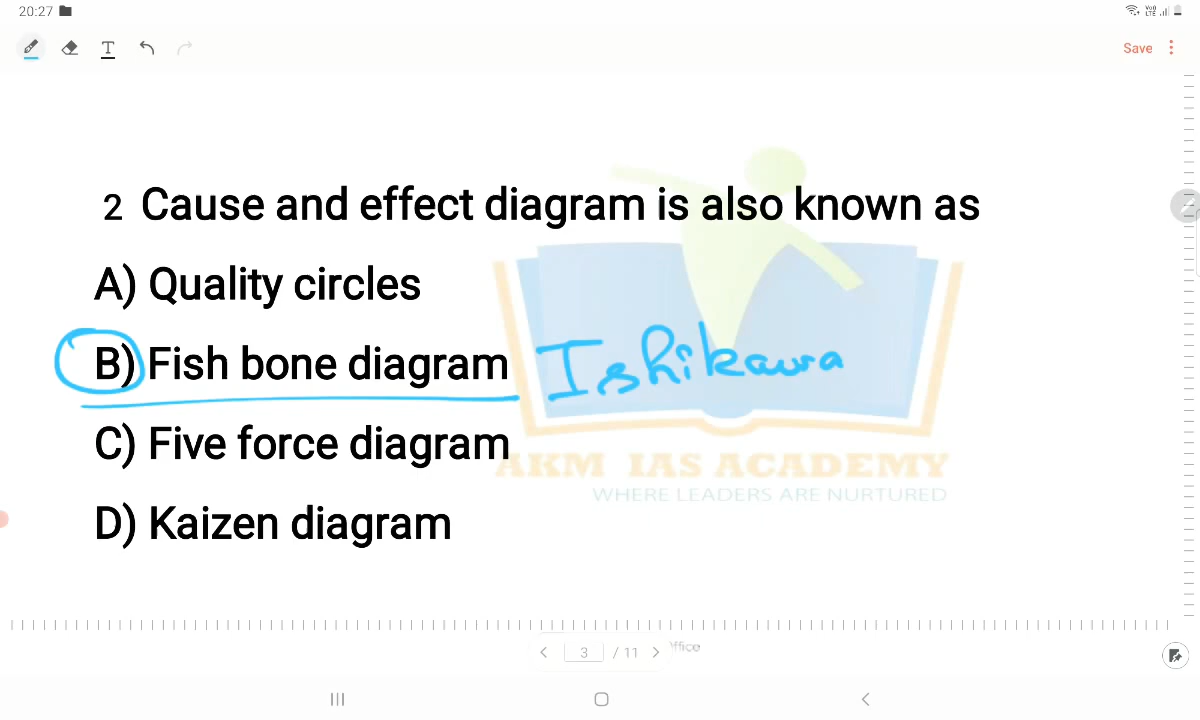 20:27
Save
2 Cause and effect diagram is also known as
A) Quality circles
B) Fish bone diagram Ishikawa
C) Five force diagram
D) Kaizen diagram
AKM IAS ACADEMY
WHERE LEADERS ARE NURTURED
3 / 11